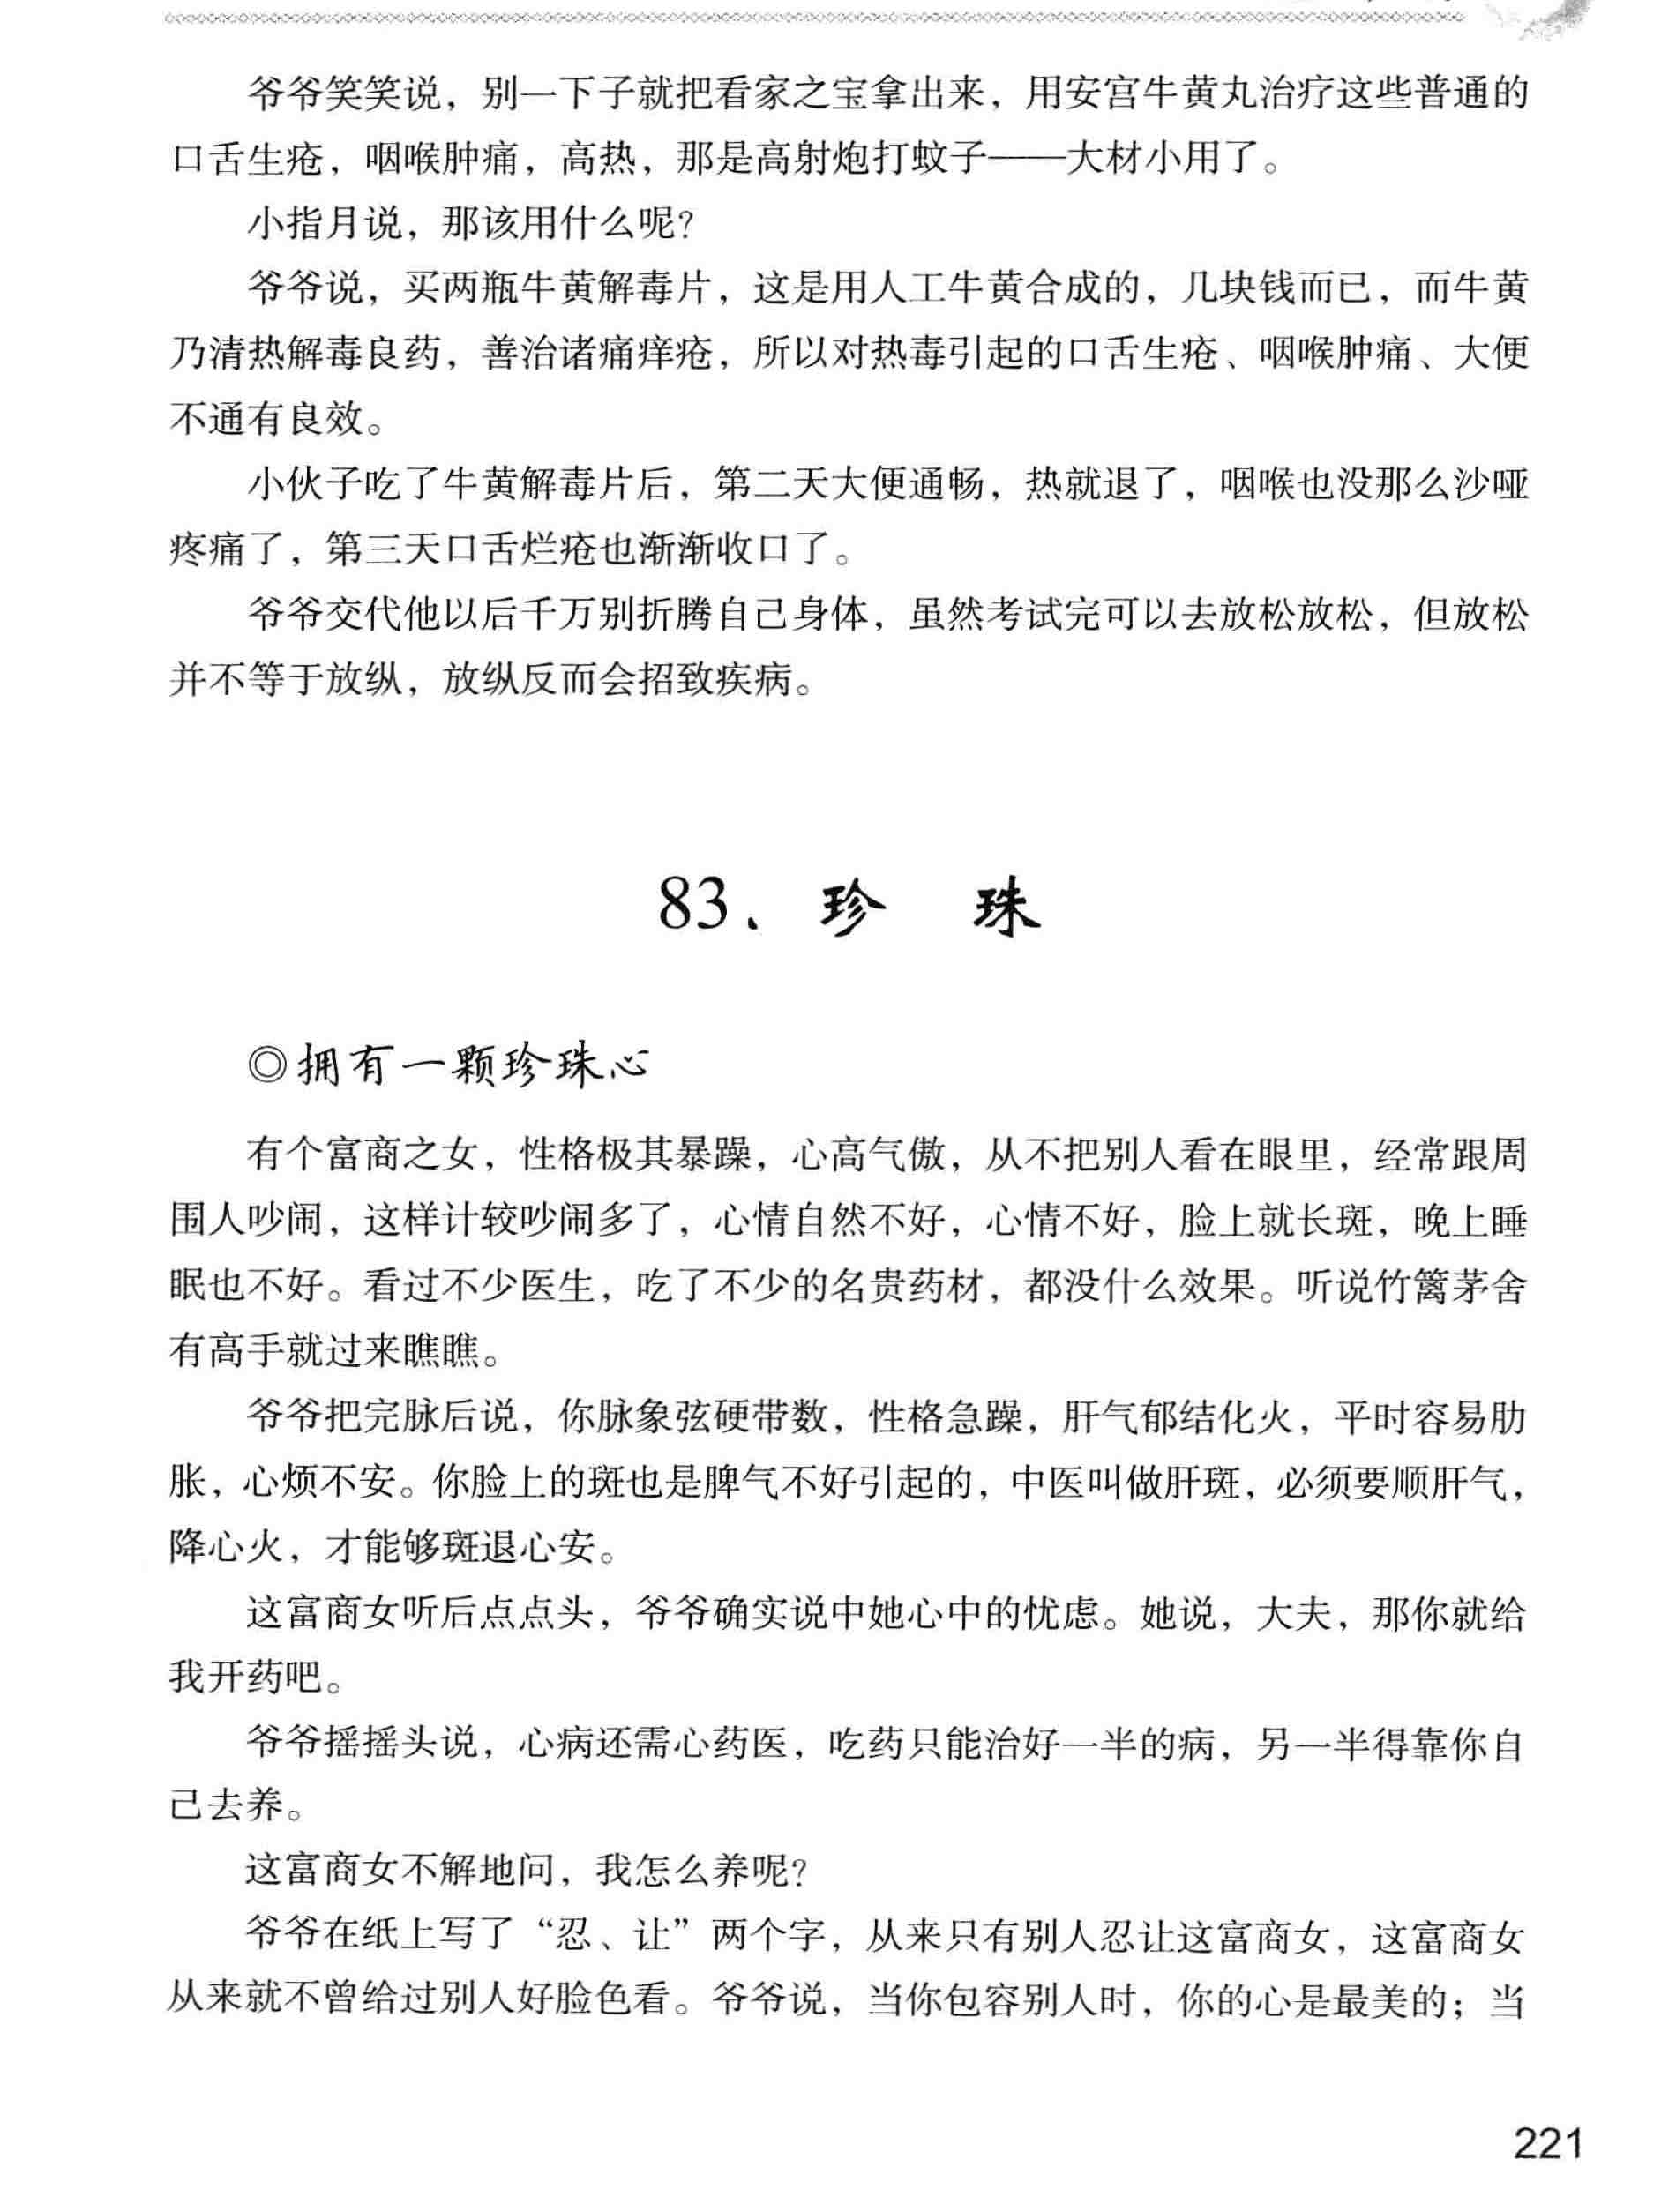 爷爷笑笑说，别一下子就把看家之宝拿出来，用安宫牛黄丸治疗这些普通的
口舌生疮，咽喉肿痛，高热，那是高射炮打蚊子——大材小用了。
小指月说，那该用什么呢？
爷爷说，买两瓶牛黄解毒片，这是用人工牛黄合成的，几块钱而已，而牛黄
乃清热解毒良药，善治诸痛痒疮，所以对热毒引起的口舌生疮、咽喉肿痛、大便
不通有良效。
小伙子吃了牛黄解毒片后，第二天大便通畅，热就退了，咽喉也没那么沙哑
疼痛了，第三天口舌烂疮也渐渐收口了。
爷爷交代他以后千万别折腾自己身体，虽然考试完可以去放松放松，但放松
并不等于放纵，放纵反而会招致疾病。
83、珍 珠
◎拥有一颗珍珠心
有个富商之女，性格极其暴躁，心高气傲，从不把别人看在眼里，经常跟周
围人吵闹，这样计较吵闹多了，心情自然不好，心情不好，脸上就长斑，晚上睡
眠也不好。看过不少医生，吃了不少的名贵药材，都没什么效果。听说竹篱茅舍
有高手就过来瞧瞧。
爷爷把完脉后说，你脉象弦硬带数，性格急躁，肝气郁结化火，平时容易肋
胀，心烦不安。你脸上的斑也是脾气不好引起的，中医叫做肝斑，必须要顺肝气，
降心火，才能够斑退心安。
这富商女听后点点头，爷爷确实说中她心中的忧虑。她说，大夫，那你就给
我开药吧。
爷爷摇摇头说，心病还需心药医，吃药只能治好一半的病，另一半得靠你自
己去养。
这富商女不解地问，我怎么养呢？
爷爷在纸上写了“忍、让”两个字，从来只有别人忍让这富商女，这富商女
从来就不曾给过别人好脸色看。爷爷说，当你包容别人时，你的心是最美的；当
221